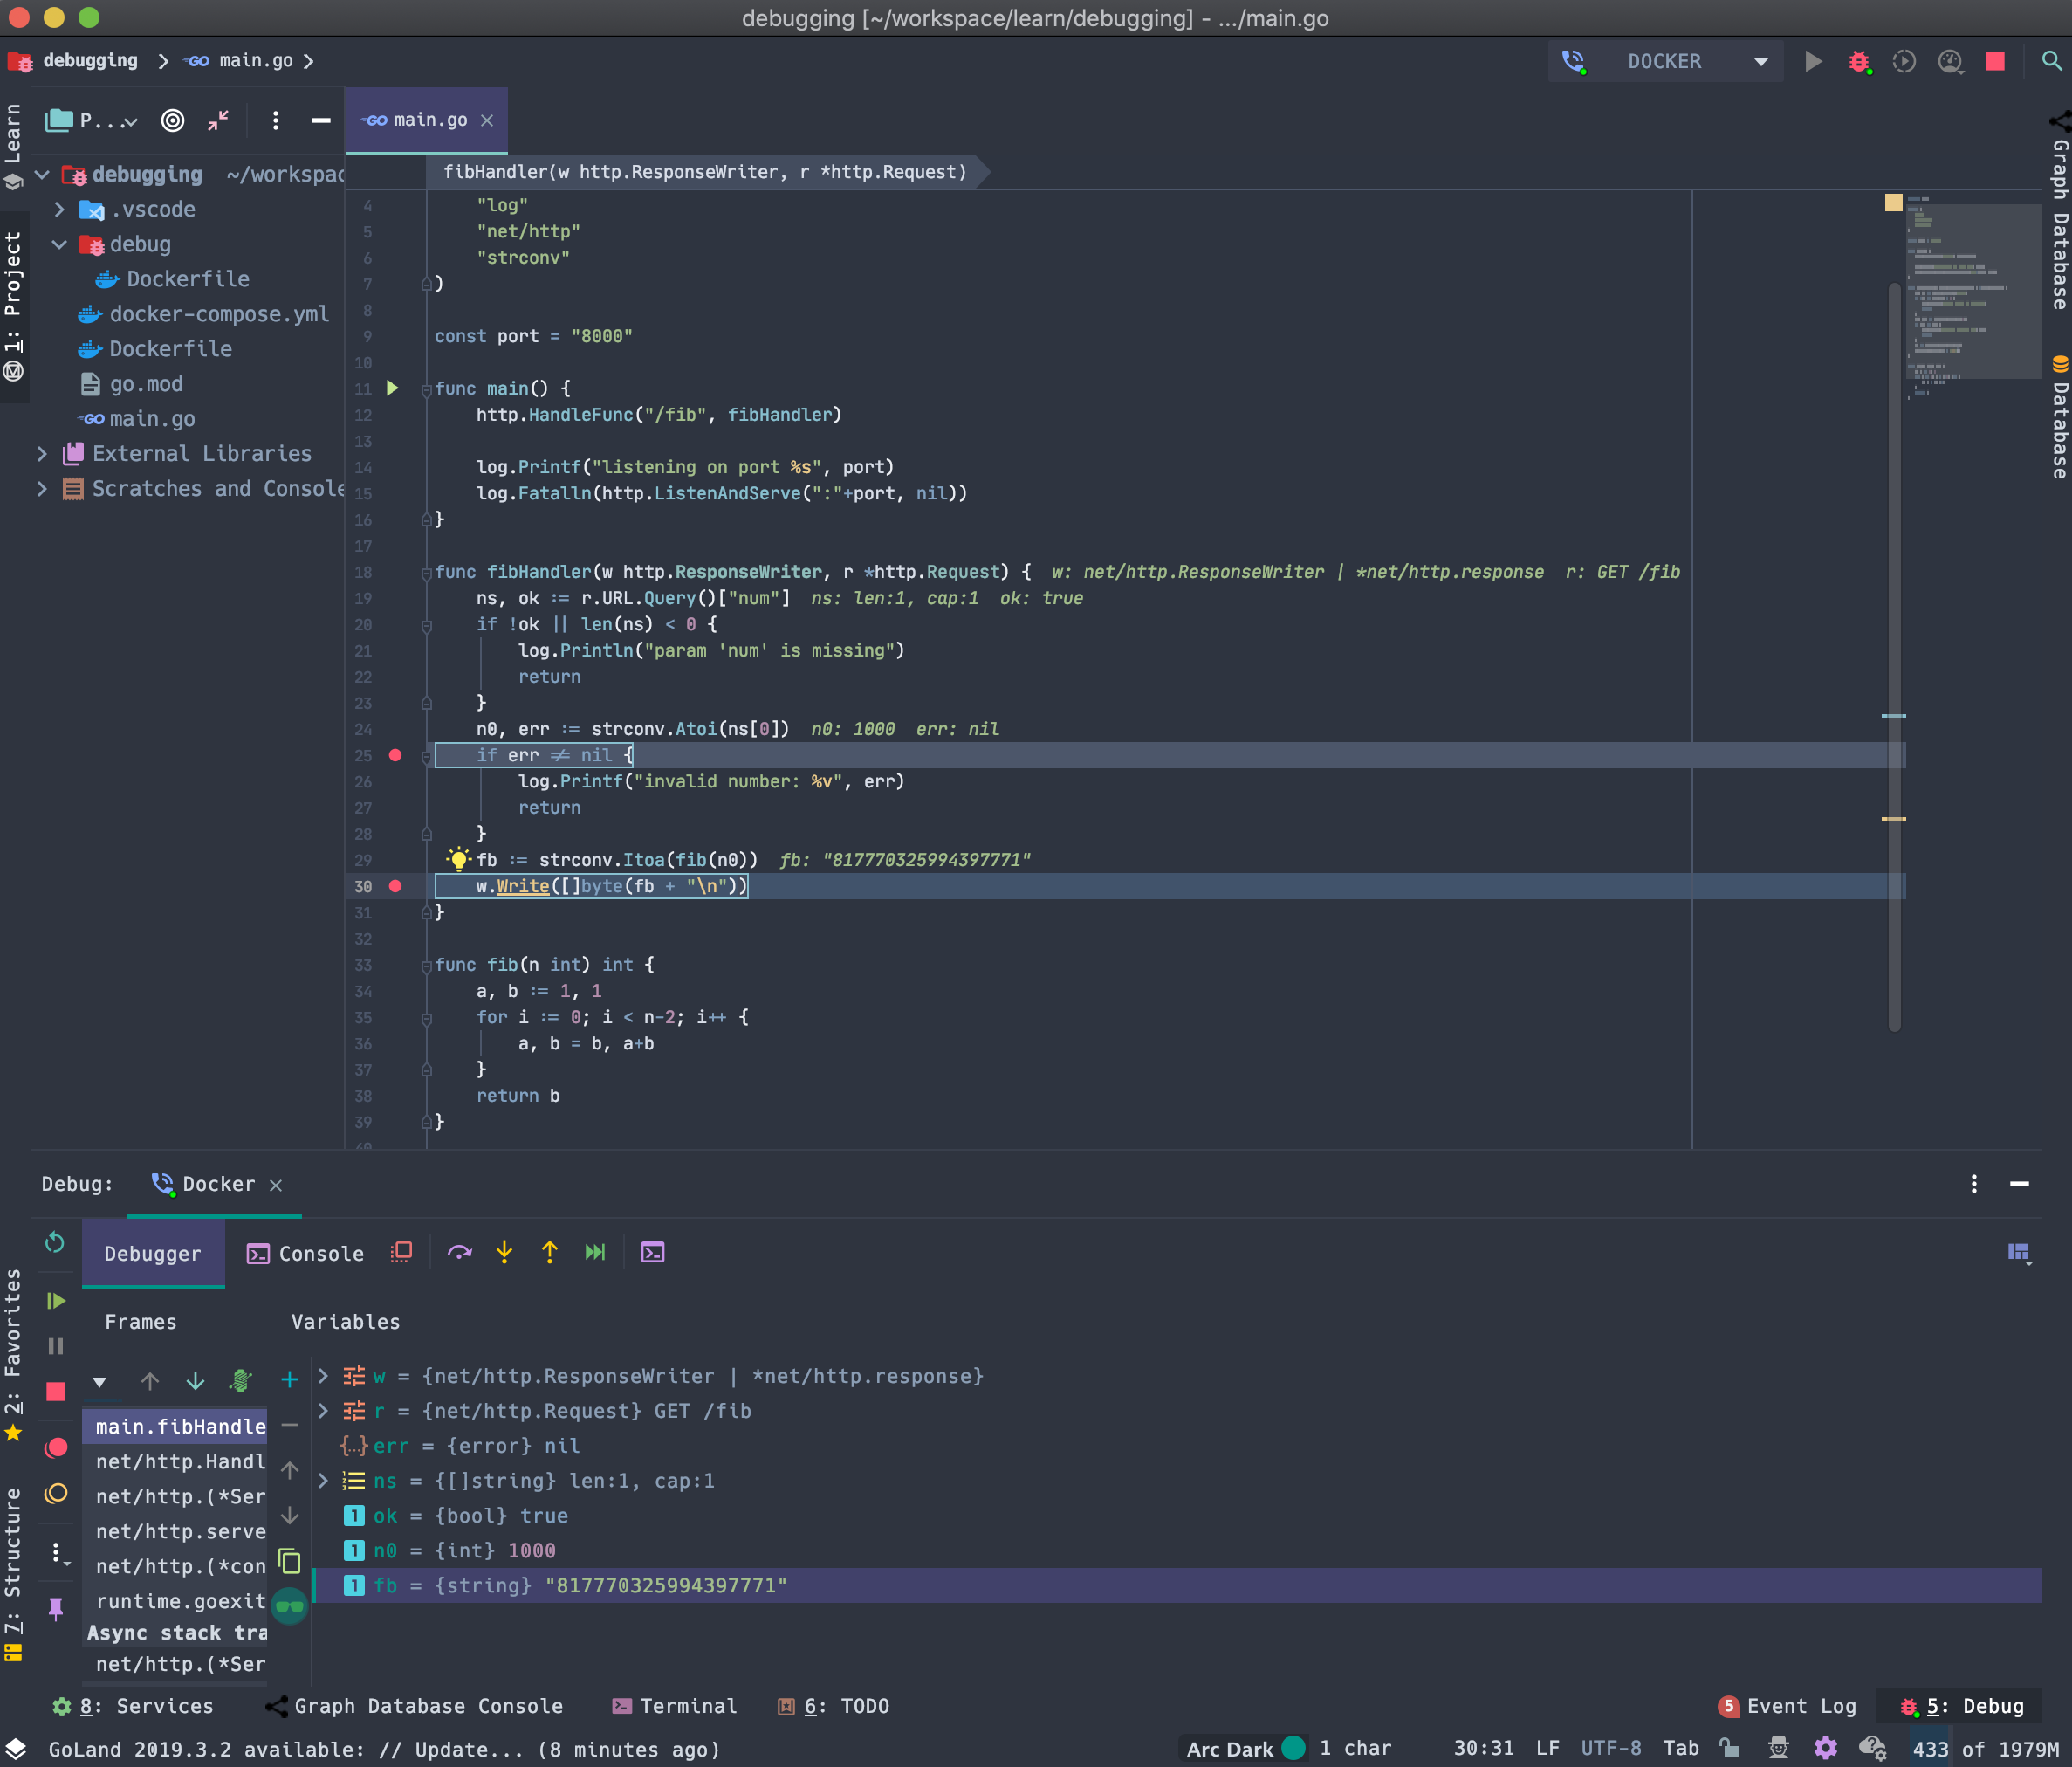 debugging [~/workspace/learn/debugging] - .../main.go
debugging main.go
DOCKER
Learn
1: Project
P...
main.go
debugging ~/workspac
.vscode
debug
Dockerfile
docker-compose.yml
Dockerfile
go.mod
main.go
External Libraries
Scratches and Console
Graph Database
Database
fibHandler(w http.ResponseWriter, r *http.Request)
4 "log"
5 "net/http"
6 "strconv"
7 )
8
9 const port = "8000"
10
11 func main() {
12 http.HandleFunc("/fib", fibHandler)
13
14 log.Printf("listening on port %s", port)
15 log.Fatalln(http.ListenAndServe(":"+port, nil))
16 }
17
18 func fibHandler(w http.ResponseWriter, r *http.Request) { w: net/http.ResponseWriter | *net/http.response r: GET /fib
19 ns, ok := r.URL.Query()["num"] ns: len:1, cap:1 ok: true
20 if !ok || len(ns) < 0 {
21 log.Println("param 'num' is missing")
22 return
23 }
24 n0, err := strconv.Atoi(ns[0]) n0: 1000 err: nil
25 if err ≠ nil {
26 log.Printf("invalid number: %v", err)
27 return
28 }
29 fb := strconv.Itoa(fib(n0)) fb: "817770325994397771"
30 w.Write([]byte(fb + "\n"))
31 }
32
33 func fib(n int) int {
34 a, b := 1, 1
35 for i := 0; i < n-2; i++ {
36 a, b = b, a+b
37 }
38 return b
39 }
40
Debug: Docker
Debugger Console
Frames Variables
2: Favorites
7: Structure
main.fibHandle
net/http.Handl
net/http.(*Ser
net/http.serve
net/http.(*con
runtime.goexit
Async stack tra
net/http.(*Ser
w = {net/http.ResponseWriter | *net/http.response}
r = {net/http.Request} GET /fib
err = {error} nil
ns = {[]string} len:1, cap:1
ok = {bool} true
n0 = {int} 1000
fb = {string} "817770325994397771"
8: Services Graph Database Console Terminal 6: TODO 5 Event Log 5: Debug
GoLand 2019.3.2 available: // Update... (8 minutes ago) Arc Dark 1 char 30:31 LF UTF-8 Tab 433 of 1979M